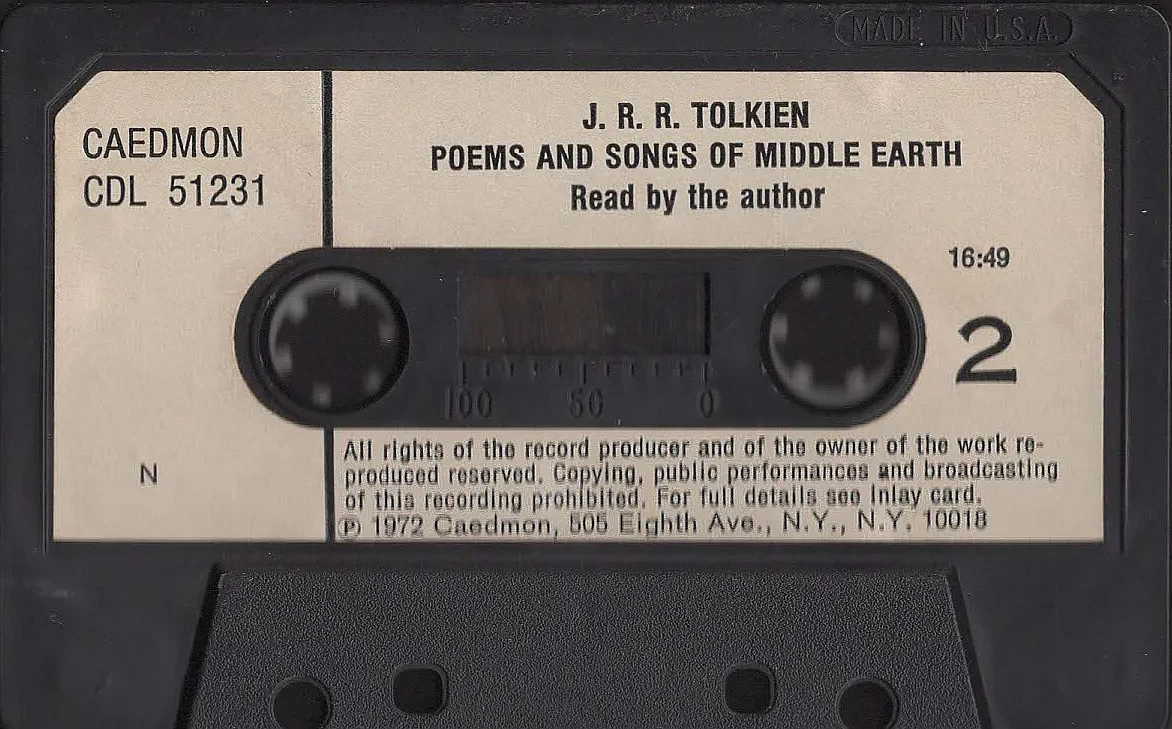 MADE IN U.S.A.
CAEDMON
CDL 51231
J. R. R. TOLKIEN
POEMS AND SONGS OF MIDDLE EARTH
Read by the author
16:49
2
100 50 0
N
All rights of the record producer and of the owner of the work re-
produced reserved. Copying, public performances and broadcasting
of this recording prohibited. For full details see inlay card.
℗ 1972 Caedmon, 505 Eighth Ave., N.Y., N.Y. 10018